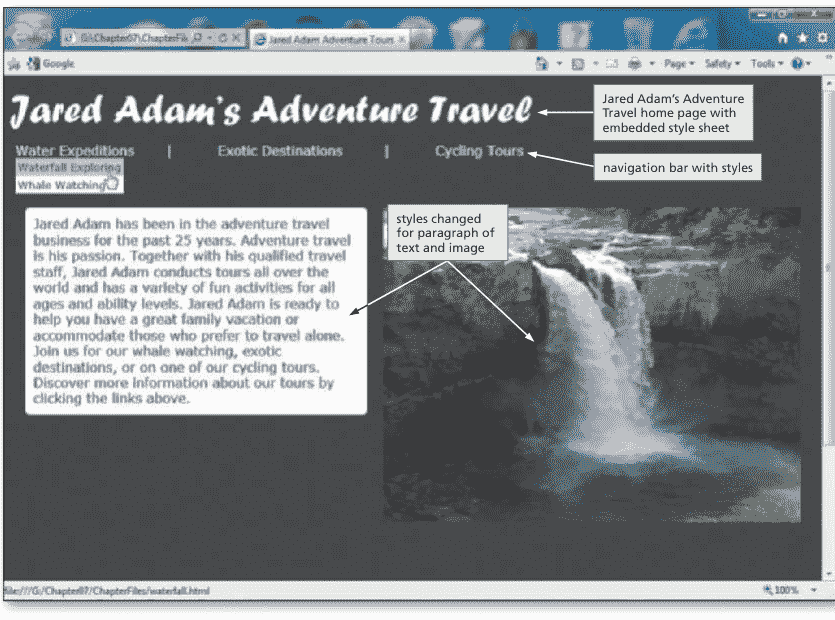 G:\Chapter07\ChapterFile
Jared Adam Adventure Tours
Google
Page
Safety
Tools
Jared Adam's Adventure Travel
Jared Adam's Adventure
Travel home page with
embedded style sheet
Water Expeditions | Exotic Destinations | Cycling Tours
navigation bar with styles
Waterfall Exploring
Whale Watching
Jared Adam has been in the adventure travel
business for the past 25 years. Adventure travel
is his passion. Together with his qualified travel
staff, Jared Adam conducts tours all over the
world and has a variety of fun activities for all
ages and ability levels. Jared Adam is ready to
help you have a great family vacation or
accommodate those who prefer to travel alone.
Join us for our whale watching, exotic
destinations, or on one of our cycling tours.
Discover more information about our tours by
clicking the links above.
styles changed
for paragraph of
text and image
file:///G:/Chapter07/ChapterFiles/waterfall.html
100%